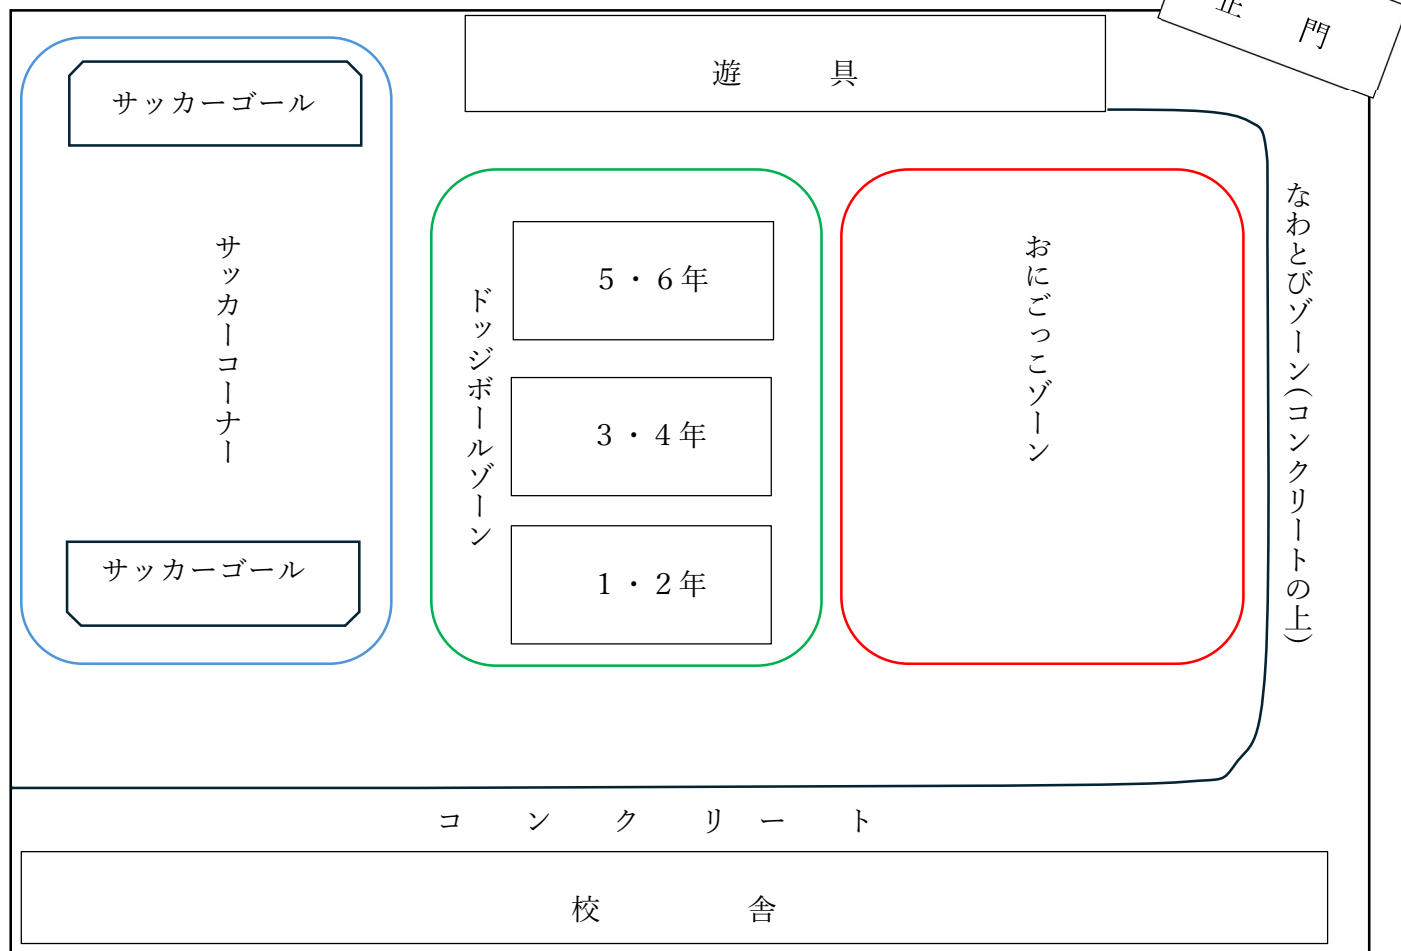 正門
遊具
サッカーゴール
サッカーコーナー
サッカーゴール
ドッジボールゾーン
５・６年
３・４年
１・２年
おにごっこゾーン
なわとびゾーン(コンクリートの上)
コンクリート
校舎